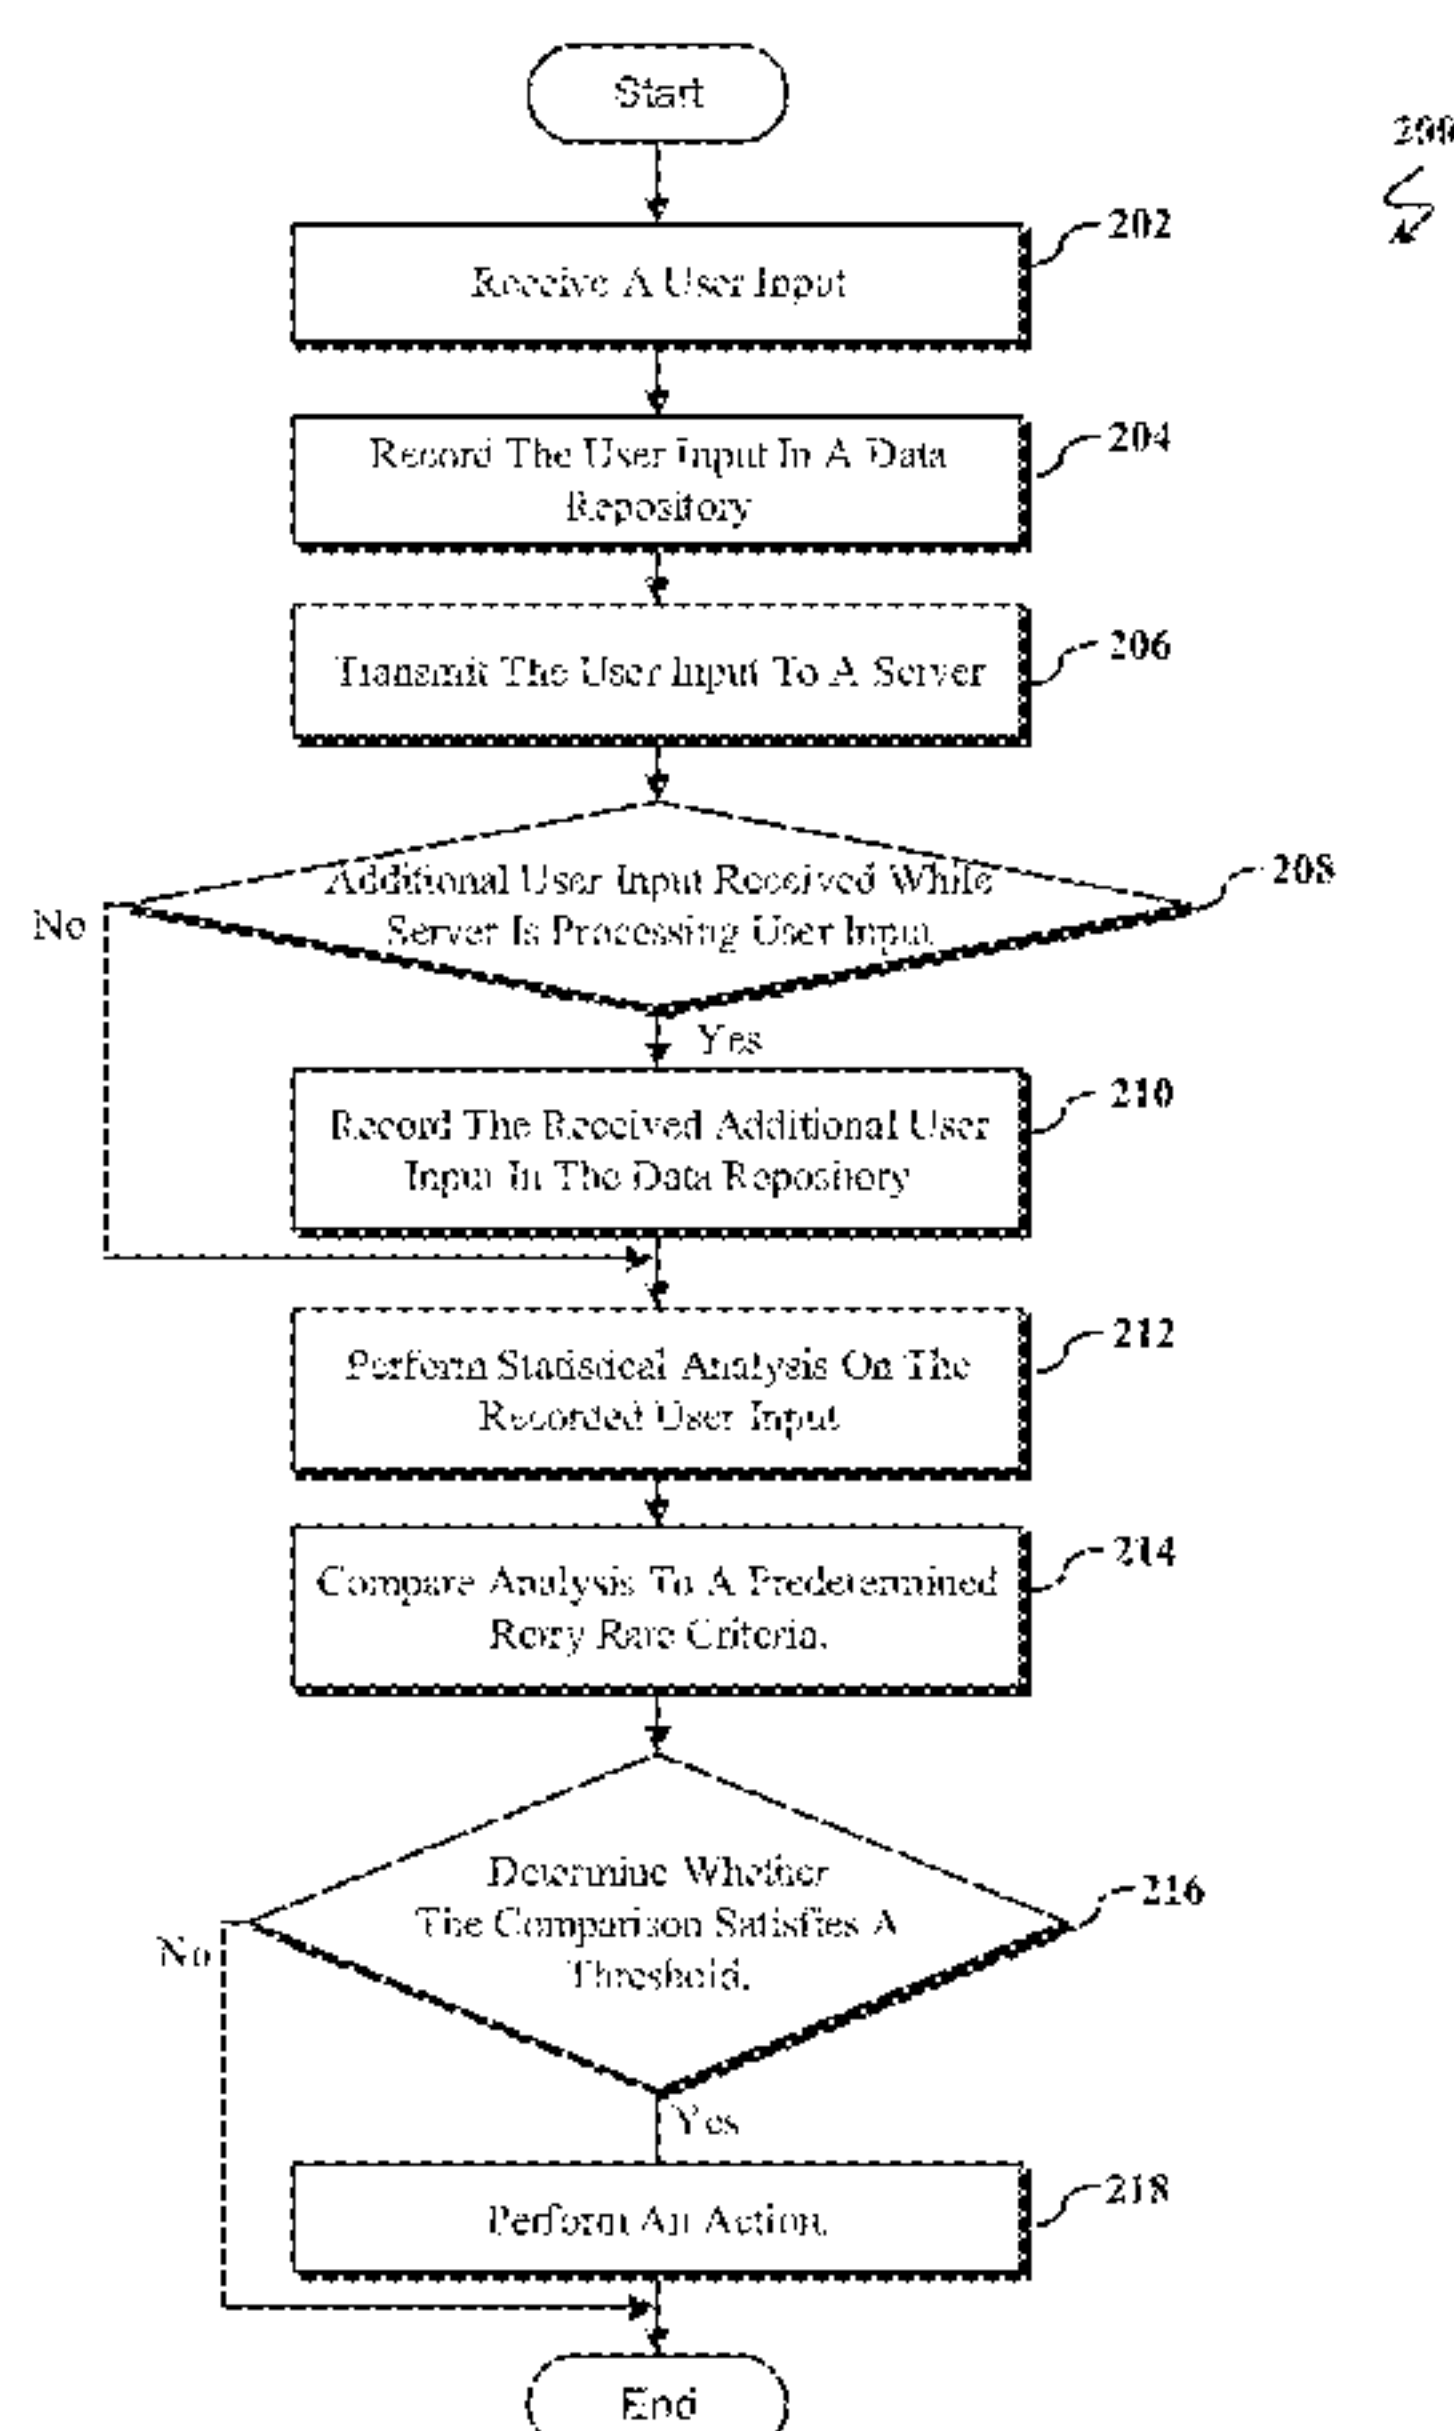 Start
200
202
Receive A User Input
204
Record The User Input In A Data
Repository
206
Transmit The User Input To A Server
208
Additional User Input Received While
Server Is Processing User Input
No
Yes
210
Record The Received Additional User
Input In The Data Repository
212
Perform Statistical Analysis On The
Recorded User Input
214
Compare Analysis To A Predetermined
Retry Rate Criteria.
216
Determine Whether
The Comparison Satisfies A
Threshold.
No
Yes
218
Perform An Action.
End